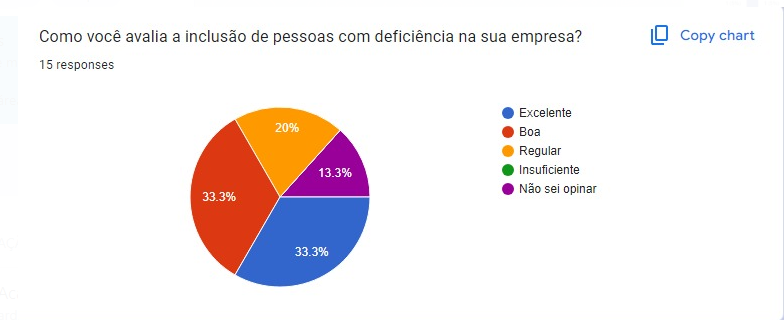 Como você avalia a inclusão de pessoas com deficiência na sua empresa?
Copy chart
15 responses
Excelente
Boa
Regular
Insuficiente
Não sei opinar
20%
13.3%
33.3%
33.3%